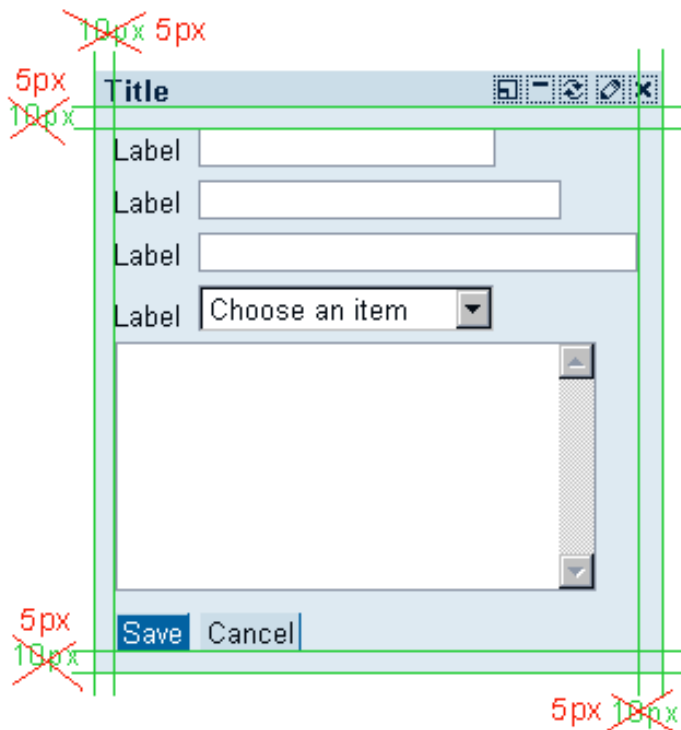 10px 5px
5px
Title
10px
Label
Label
Label
Label Choose an item
Save Cancel
5px
10px
5px 10px